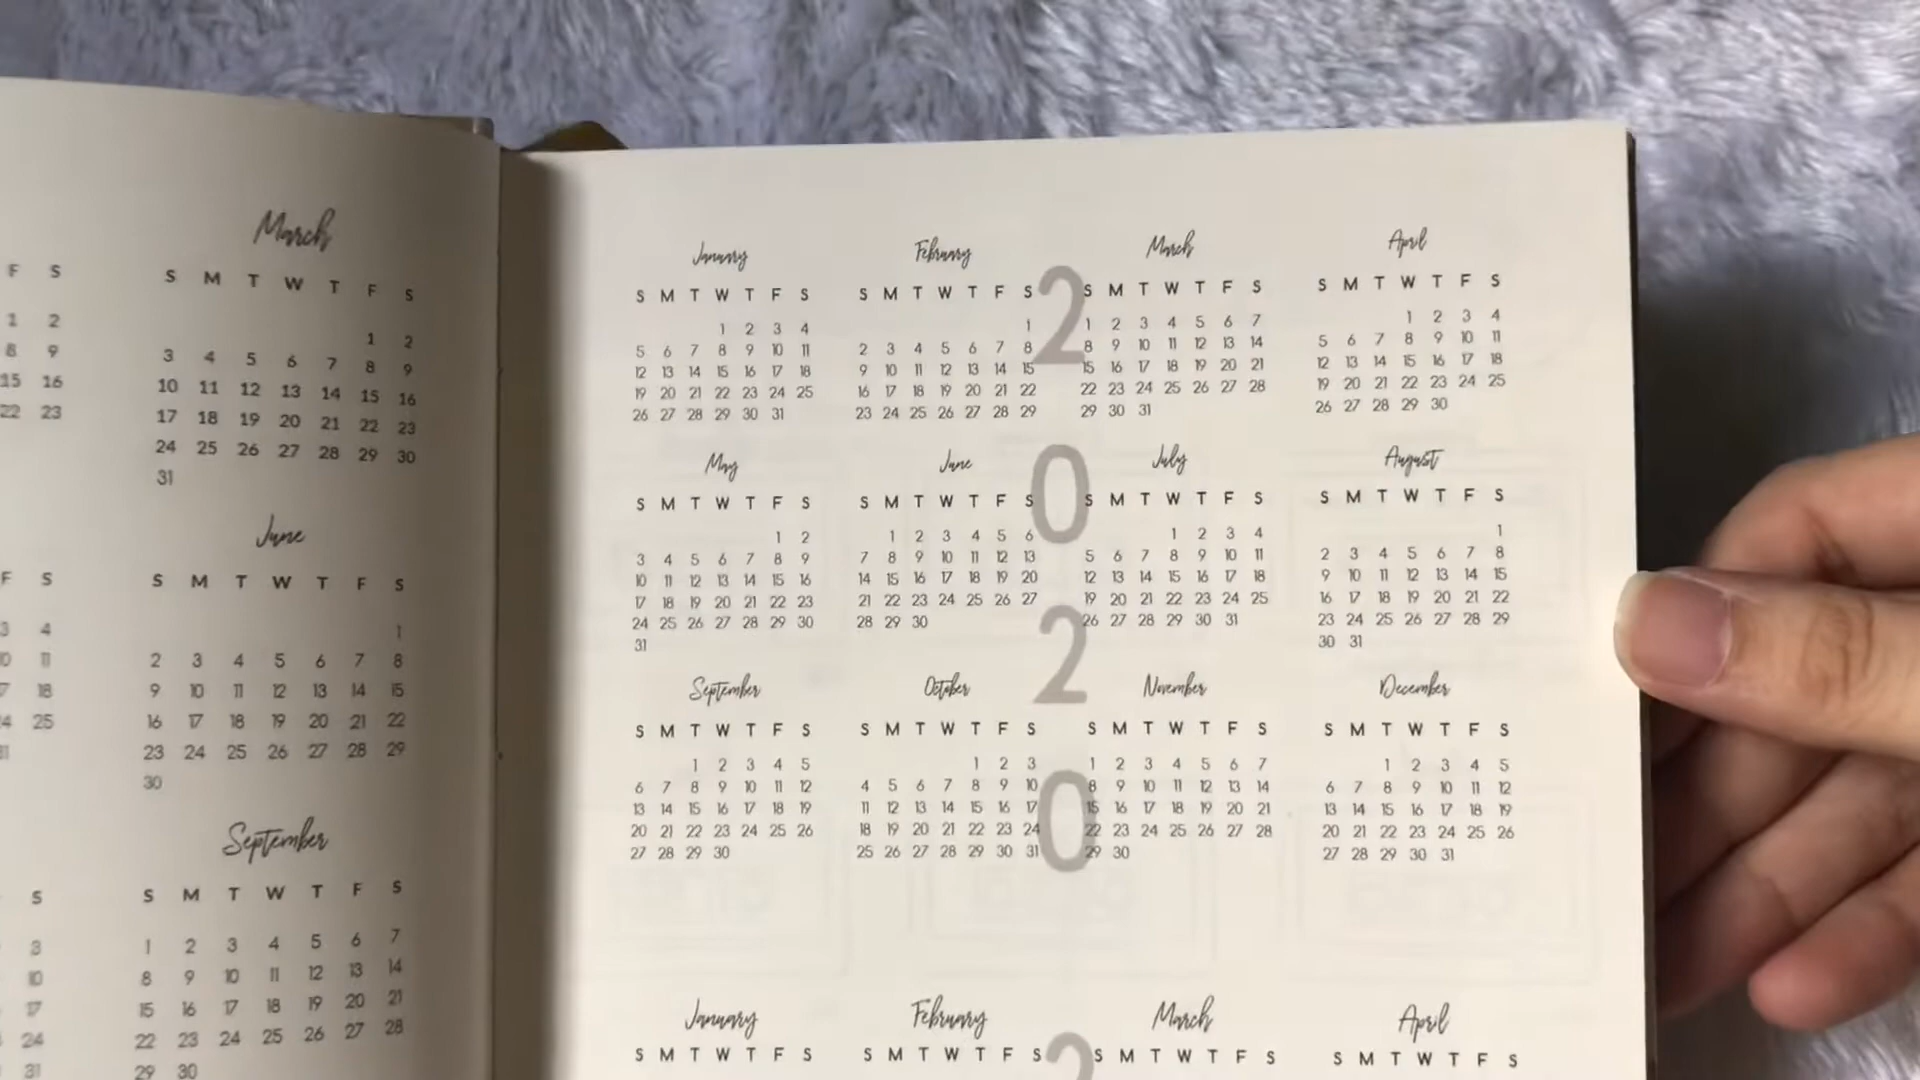 March
F S
S M T W T F S
1 2
1 2
8 9
3 4 5 6 7 8 9
15 16
10 11 12 13 14 15 16
22 23
17 18 19 20 21 22 23
24 25 26 27 28 29 30
31
June
F S
S M T W T F S
3 4
1
11
2 3 4 5 6 7 8
18
9 10 11 12 13 14 15
25
16 17 18 19 20 21 22
23 24 25 26 27 28 29
30
September
S
S M T W T F S
3
1 2 3 4 5 6 7
10
8 9 10 11 12 13 14
17
15 16 17 18 19 20 21
24
22 23 24 25 26 27 28
31
29 30
2020
January February March April
S M T W T F S S M T W T F S S M T W T F S S M T W T F S
1 2 3 4 1 1 2 3 4 5 6 7 1 2 3 4
5 6 7 8 9 10 11 2 3 4 5 6 7 8 8 9 10 11 12 13 14 5 6 7 8 9 10 11
12 13 14 15 16 17 18 9 10 11 12 13 14 15 15 16 17 18 19 20 21 12 13 14 15 16 17 18
19 20 21 22 23 24 25 16 17 18 19 20 21 22 22 23 24 25 26 27 28 19 20 21 22 23 24 25
26 27 28 29 30 31 23 24 25 26 27 28 29 29 30 31 26 27 28 29 30
May June July August
S M T W T F S S M T W T F S S M T W T F S S M T W T F S
1 2 1 2 3 4 5 6 1 2 3 4 1
3 4 5 6 7 8 9 7 8 9 10 11 12 13 5 6 7 8 9 10 11 2 3 4 5 6 7 8
10 11 12 13 14 15 16 14 15 16 17 18 19 20 12 13 14 15 16 17 18 9 10 11 12 13 14 15
17 18 19 20 21 22 23 21 22 23 24 25 26 27 19 20 21 22 23 24 25 16 17 18 19 20 21 22
24 25 26 27 28 29 30 28 29 30 26 27 28 29 30 31 23 24 25 26 27 28 29
31 30 31
September October November December
S M T W T F S S M T W T F S S M T W T F S S M T W T F S
1 2 3 4 5 1 2 3 1 2 3 4 5 6 7 1 2 3 4 5
6 7 8 9 10 11 12 4 5 6 7 8 9 10 8 9 10 11 12 13 14 6 7 8 9 10 11 12
13 14 15 16 17 18 19 11 12 13 14 15 16 17 15 16 17 18 19 20 21 13 14 15 16 17 18 19
20 21 22 23 24 25 26 18 19 20 21 22 23 24 22 23 24 25 26 27 28 20 21 22 23 24 25 26
27 28 29 30 25 26 27 28 29 30 31 29 30 27 28 29 30 31
January February March April
S M T W T F S S M T W T F S S M T W T F S S M T W T F S
2